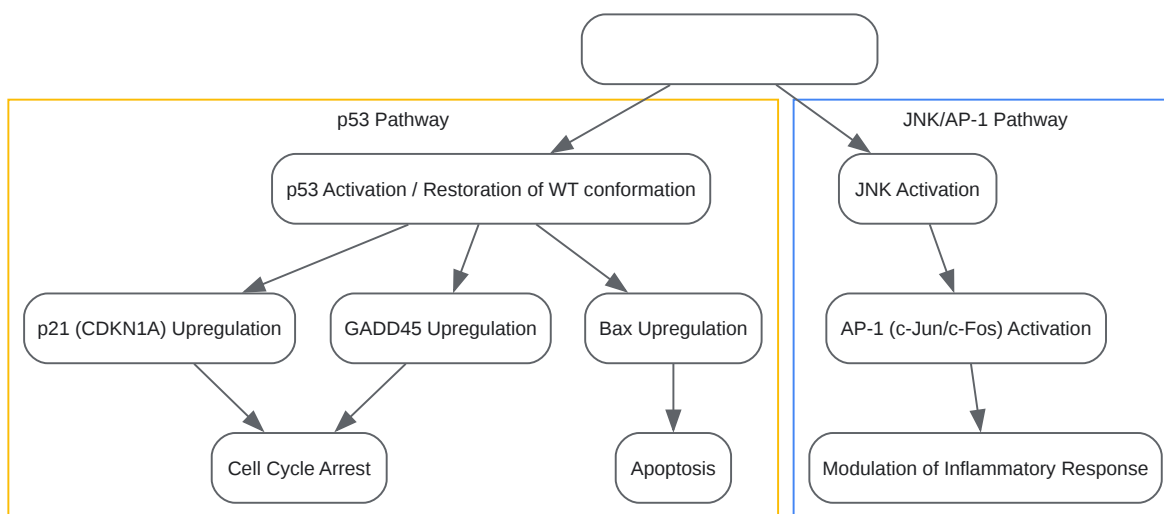 p53 Pathway
JNK/AP-1 Pathway
p53 Activation / Restoration of WT conformation
JNK Activation
p21 (CDKN1A) Upregulation
GADD45 Upregulation
Bax Upregulation
AP-1 (c-Jun/c-Fos) Activation
Cell Cycle Arrest
Apoptosis
Modulation of Inflammatory Response